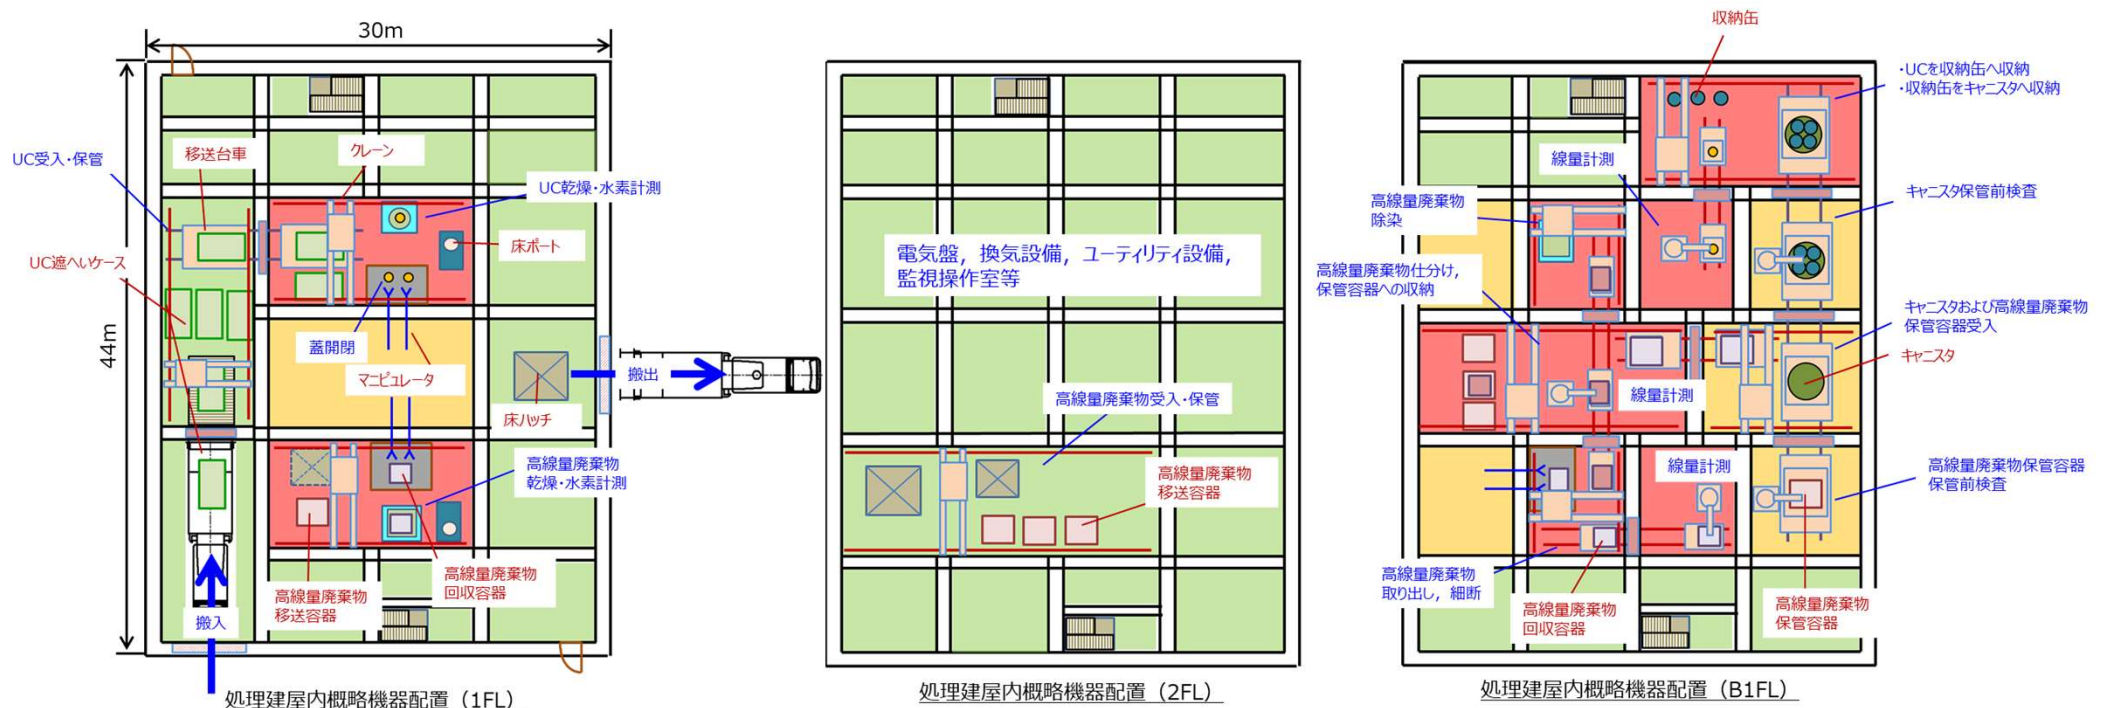 30m
44m
UC受入・保管
移送台車
クレーン
UC乾燥・水素計測
床ポート
UC遮へいケース
蓋開閉
マニピュレータ
搬出
床ハッチ
高線量廃棄物
乾燥・水素計測
高線量廃棄物
回収容器
高線量廃棄物
移送容器
搬入
処理建屋内概略機器配置（1FL）
電気盤，換気設備，ユーティリティ設備，
監視操作室等
高線量廃棄物受入・保管
高線量廃棄物
移送容器
処理建屋内概略機器配置（2FL）
収納缶
・UCを収納缶へ収納
・収納缶をキャニスタへ収納
線量計測
高線量廃棄物
除染
キャニスタ保管前検査
高線量廃棄物仕分け，
保管容器への収納
キャニスタおよび高線量廃棄物
保管容器受入
キャニスタ
線量計測
線量計測
高線量廃棄物保管容器
保管前検査
高線量廃棄物
取り出し，細断
高線量廃棄物
回収容器
高線量廃棄物
保管容器
処理建屋内概略機器配置（B1FL）